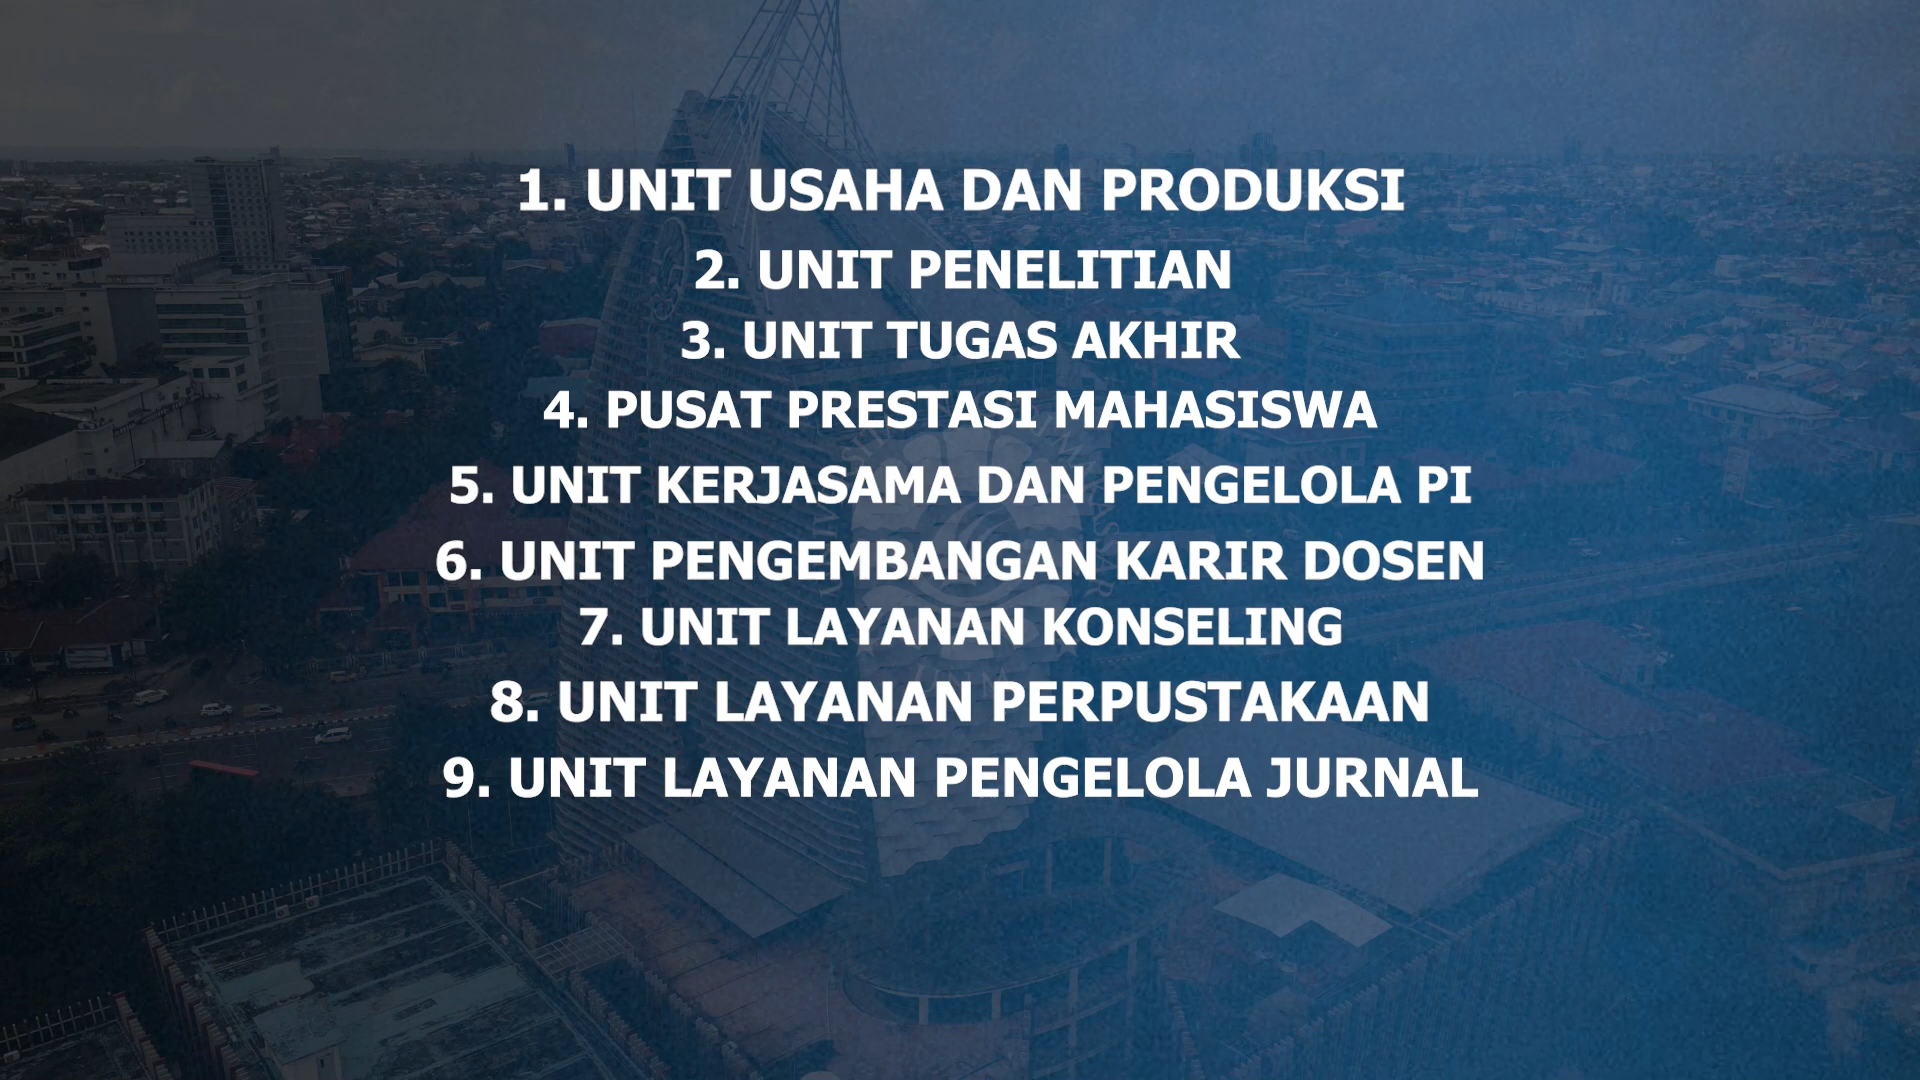 1. UNIT USAHA DAN PRODUKSI
2. UNIT PENELITIAN
3. UNIT TUGAS AKHIR
4. PUSAT PRESTASI MAHASISWA
5. UNIT KERJASAMA DAN PENGELOLA PI
6. UNIT PENGEMBANGAN KARIR DOSEN
7. UNIT LAYANAN KONSELING
8. UNIT LAYANAN PERPUSTAKAAN
9. UNIT LAYANAN PENGELOLA JURNAL